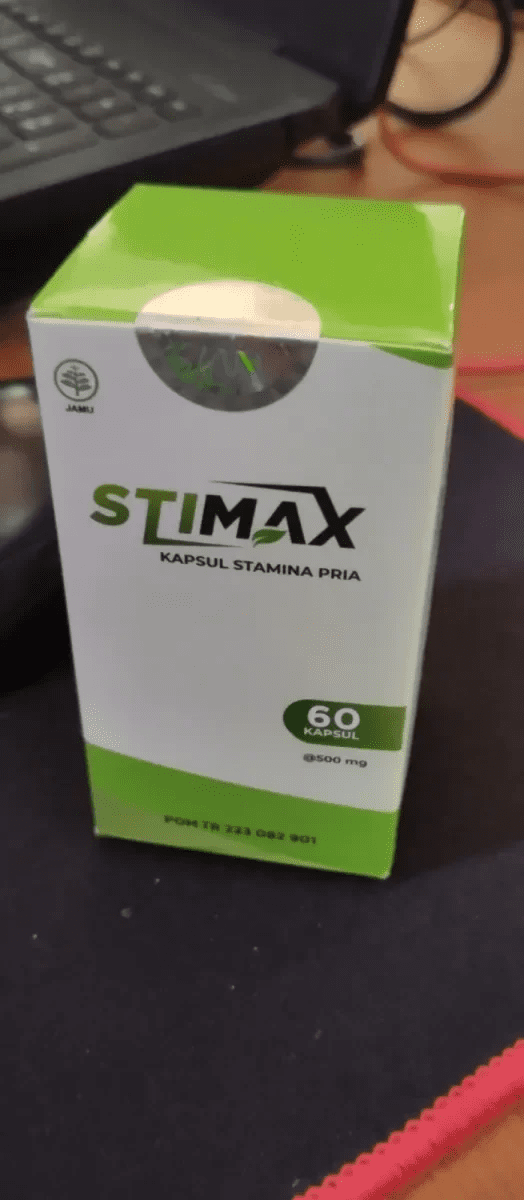 JAMU
STIMAX
KAPSUL STAMINA PRIA
60
KAPSUL
@500 mg
POM TR 223 082 901